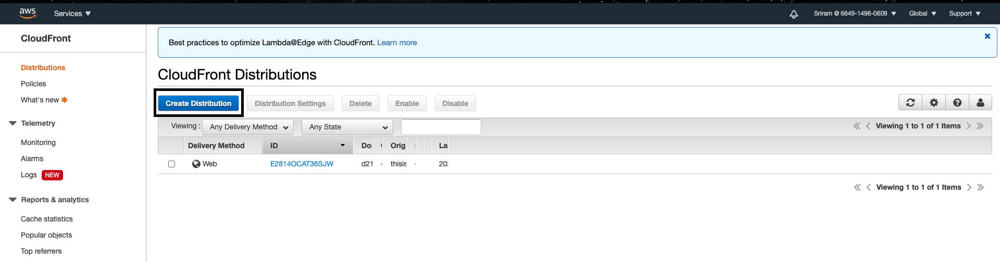 aws Services Sriram @ 6649-1496-0609 Global Support
CloudFront
Distributions
Policies
What's new
Telemetry
Monitoring
Alarms
Logs NEW
Reports & analytics
Cache statistics
Popular objects
Top referrers
Best practices to optimize Lambda@Edge with CloudFront. Learn more
CloudFront Distributions
Create Distribution Distribution Settings Delete Enable Disable
Viewing : Any Delivery Method Any State Viewing 1 to 1 of 1 Items
Delivery Method ID Do Orig La
Web E2814OCAT36SJW d21 - thisis - 202
Viewing 1 to 1 of 1 Items